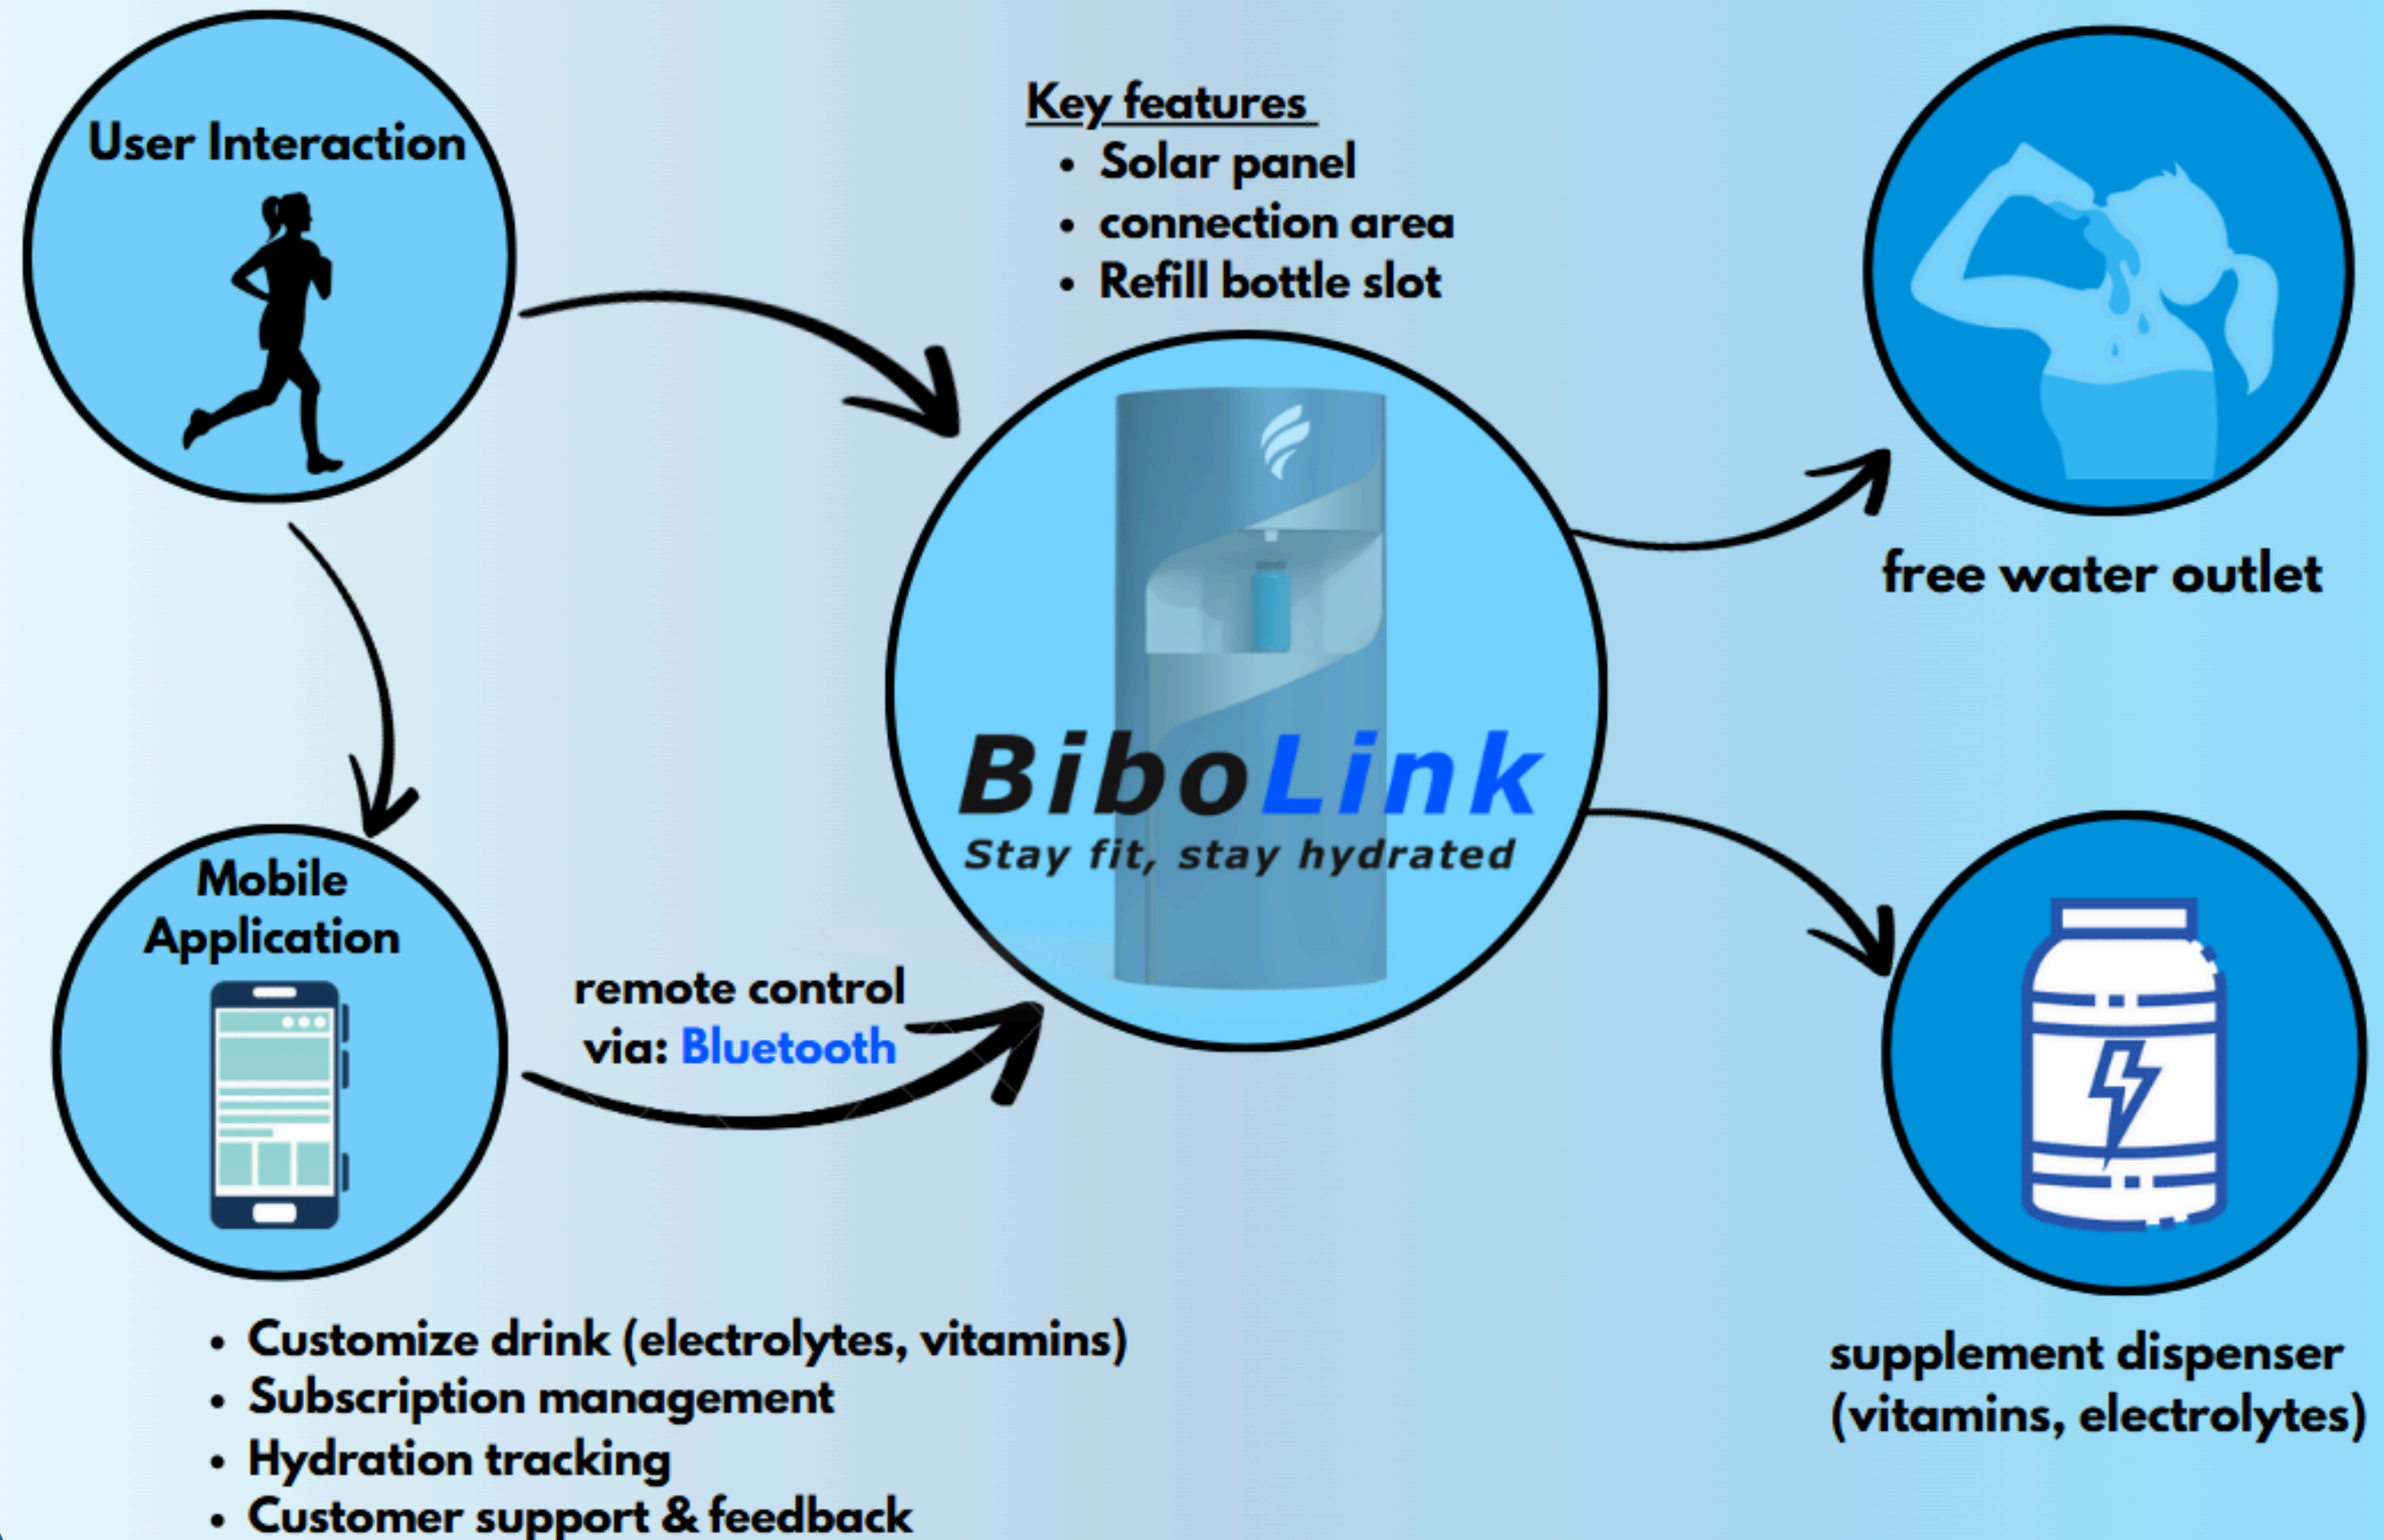 User Interaction
Key features
• Solar panel
• connection area
• Refill bottle slot
free water outlet
BiboLink
Stay fit, stay hydrated
Mobile
Application
remote control
via: Bluetooth
• Customize drink (electrolytes, vitamins)
• Subscription management
• Hydration tracking
• Customer support & feedback
supplement dispenser
(vitamins, electrolytes)